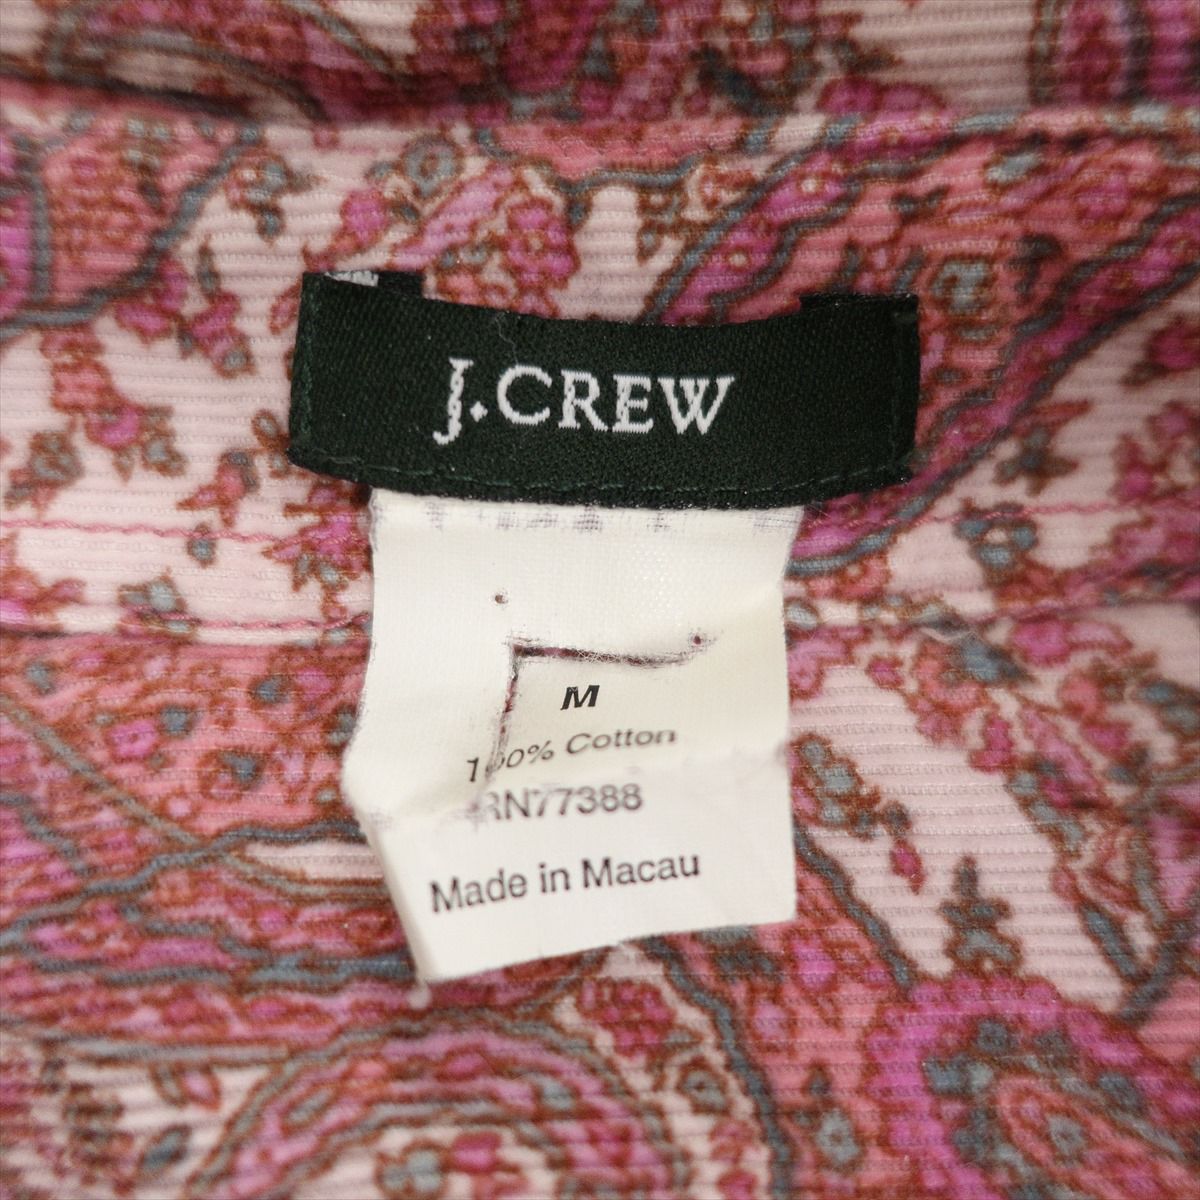 J.CREW
M
100% Cotton
RN77388
Made in Macau